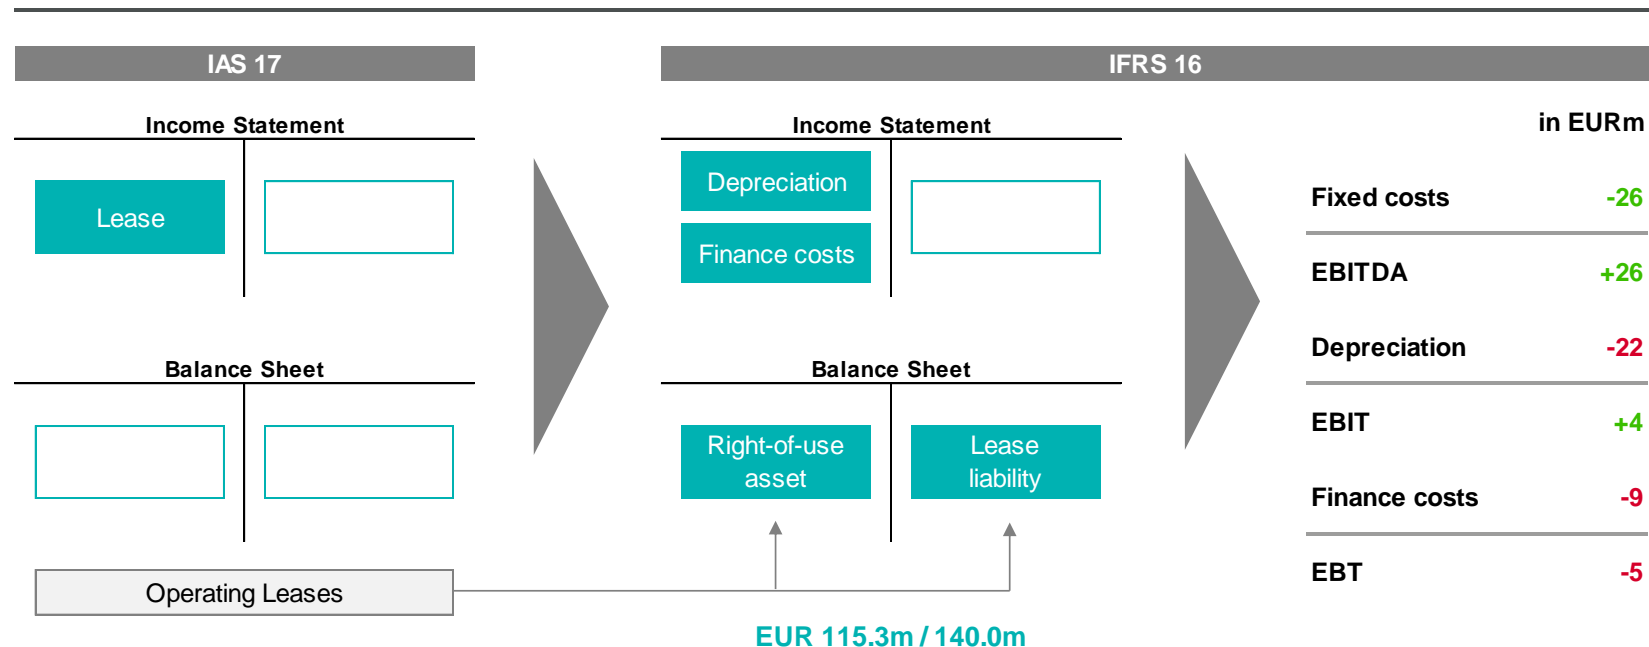 IAS 17
IFRS 16
Income Statement
Lease
Balance Sheet
Operating Leases
Income Statement
Depreciation
Finance costs
Balance Sheet
Right-of-use
asset
Lease
liability
EUR 115.3m / 140.0m
in EURm
Fixed costs -26
EBITDA +26
Depreciation -22
EBIT +4
Finance costs -9
EBT -5